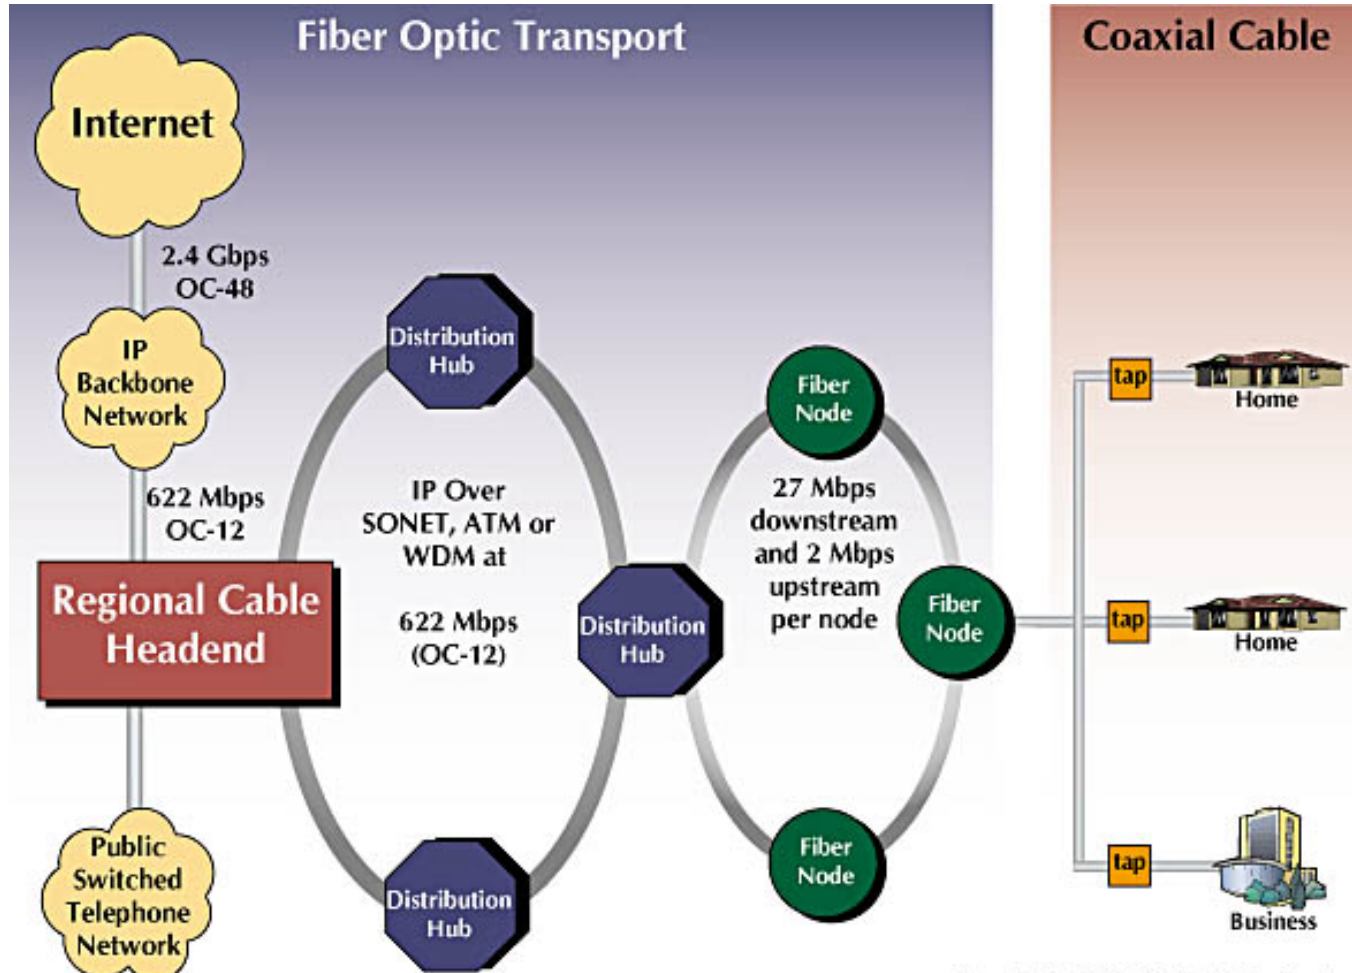 Fiber Optic Transport
Coaxial Cable
Internet
2.4 Gbps
OC-48
IP
Backbone
Network
622 Mbps
OC-12
Regional Cable
Headend
Public
Switched
Telephone
Network
Distribution
Hub
IP Over
SONET, ATM or
WDM at
622 Mbps
(OC-12)
Distribution
Hub
Distribution
Hub
Fiber
Node
27 Mbps
downstream
and 2 Mbps
upstream
per node
Fiber
Node
Fiber
Node
tap
Home
tap
Home
tap
Business